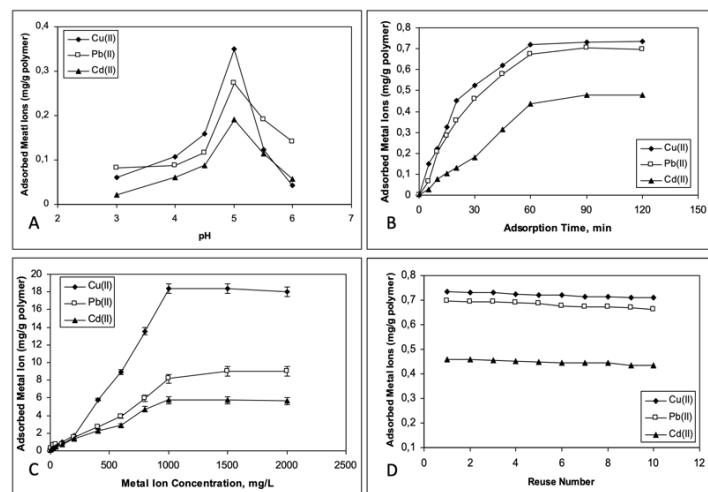 Adsorbed Meatl Ions (mg/g polymer)
0,4
0,3
0,2
0,1
0
Cu(II)
Pb(II)
Cd(II)
2 3 4 5 6 7
pH
A
Adsorbed Metal Ions (mg/g polymer)
0,8
0,7
0,6
0,5
0,4
0,3
0,2
0,1
0
Cu(II)
Pb(II)
Cd(II)
0 30 60 90 120 150
Adsorption Time, min
B
Adsorbed Metal Ion (mg/g polymer)
20
18
16
14
12
10
8
6
4
2
0
Cu(II)
Pb(II)
Cd(II)
0 500 1000 1500 2000 2500
Metal Ion Concentration, mg/L
C
Adsorbed Metal Ions (mg/g polymer)
0,8
0,7
0,6
0,5
0,4
0,3
0,2
0,1
Cu(II)
Pb(II)
Cd(II)
0 2 4 6 8 10 12
Reuse Number
D